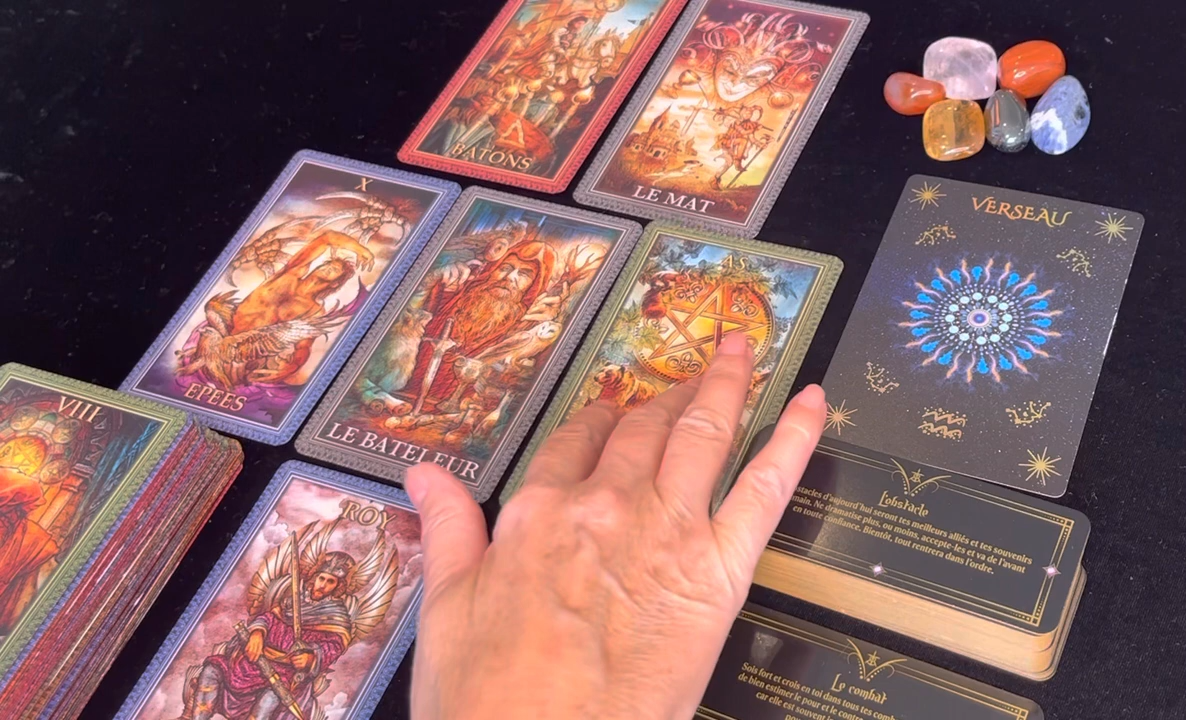 BATONS
LE MAT
X
EPEES
LE BATELEUR
AS
VERSEAU
VIII
ROY
L'obstacle
stacles d'aujourd'hui seront tes meilleurs alliés et tes souvenirs
main. Ne dramatise plus, ou moins, accepte-les et va de l'avant
en toute confiance. Bientôt, tout rentrera dans l'ordre.
Le combat
Sois fort et crois en toi dans tous tes comb
de bien estimer le pour et le contre
car elle est souvent